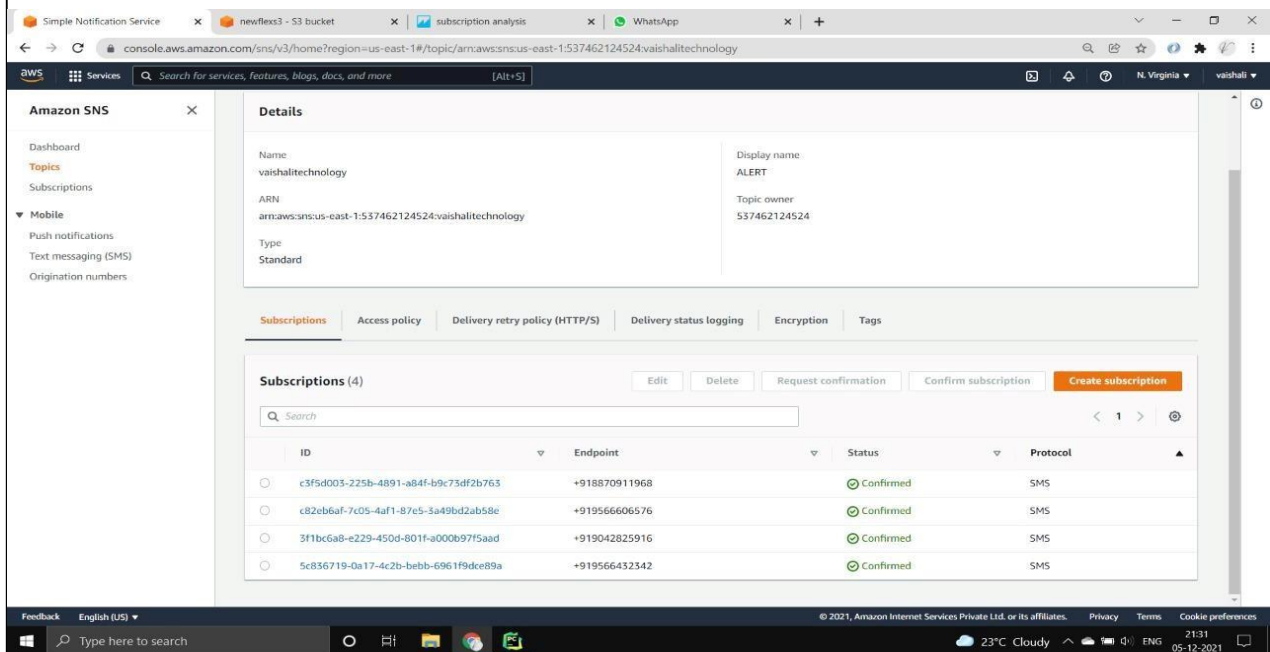 Simple Notification Service
newflexs3 - S3 bucket
subscription analysis
WhatsApp
console.aws.amazon.com/sns/v3/home?region=us-east-1#/topic/arn:aws:sns:us-east-1:537462124524:vaishalitechnology
aws Services Search for services, features, blogs, docs, and more [Alt+S] N. Virginia ▼ vaishali ▼
Amazon SNS
Dashboard
Topics
Subscriptions
▼ Mobile
Push notifications
Text messaging (SMS)
Origination numbers
Details
Name
vaishalitechnology
ARN
arn:aws:sns:us-east-1:537462124524:vaishalitechnology
Type
Standard
Display name
ALERT
Topic owner
537462124524
Subscriptions Access policy Delivery retry policy (HTTP/S) Delivery status logging Encryption Tags
Subscriptions (4) Edit Delete Request confirmation Confirm subscription Create subscription
Search < 1 >
ID Endpoint Status Protocol
c3f5d003-225b-4891-a84f-b9c73df2b763 +918870911968 Confirmed SMS
c82eb6af-7c05-4af1-87e5-3a49bd2ab58e +919566606576 Confirmed SMS
3f1bc6a8-e229-450d-801f-a000b97f5aad +919042825916 Confirmed SMS
5c836719-0a17-4c2b-bebb-6961f9dce89a +919566432342 Confirmed SMS
Feedback English (US) ▼ © 2021, Amazon Internet Services Private Ltd. or its affiliates. Privacy Terms Cookie preferences
Type here to search 23°C Cloudy ENG 21:31
05-12-2021